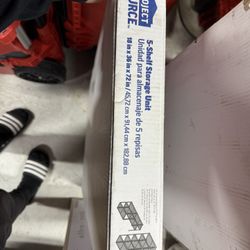 PROJECT
SOURCE.
5-Shelf Storage Unit
Unidad para almacenaje de 5 repisas
18 in x 36 in x 72 in / 45,72 cm x 91,44 cm x 182,88 cm